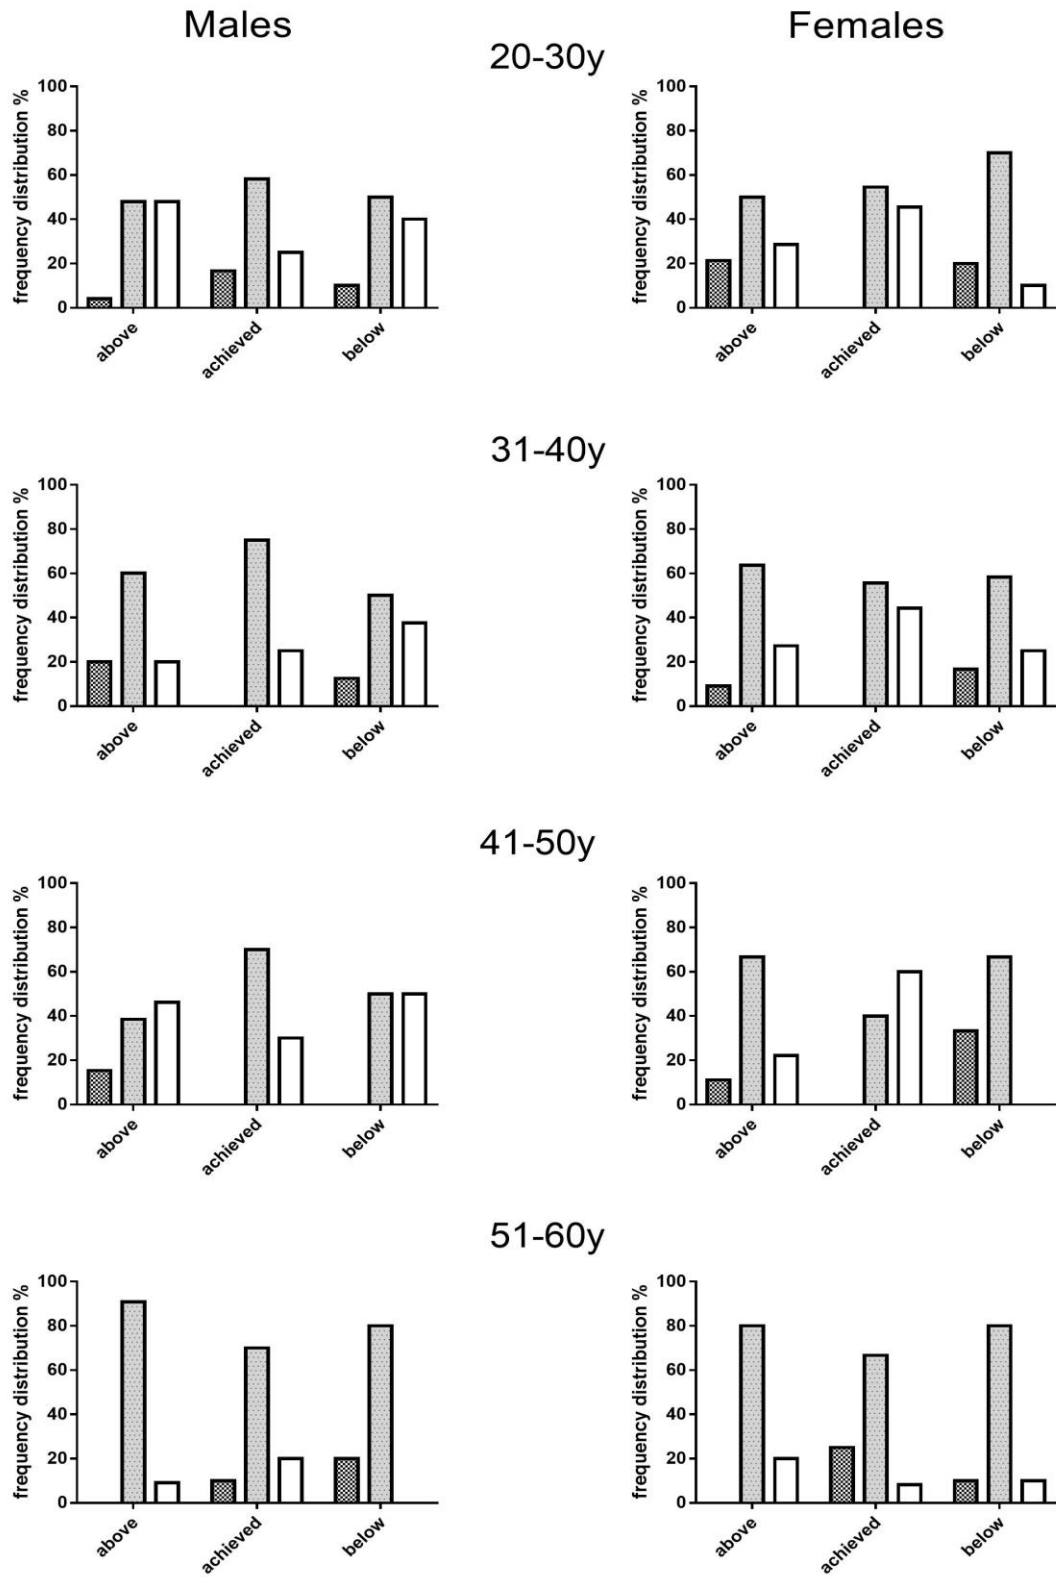 Males
Females
20-30y
frequency distribution %
100
80
60
40
20
0
above
achieved
below
frequency distribution %
100
80
60
40
20
0
above
achieved
below
31-40y
frequency distribution %
100
80
60
40
20
0
above
achieved
below
frequency distribution %
100
80
60
40
20
0
above
achieved
below
41-50y
frequency distribution %
100
80
60
40
20
0
above
achieved
below
frequency distribution %
100
80
60
40
20
0
above
achieved
below
51-60y
frequency distribution %
100
80
60
40
20
0
above
achieved
below
frequency distribution %
100
80
60
40
20
0
above
achieved
below